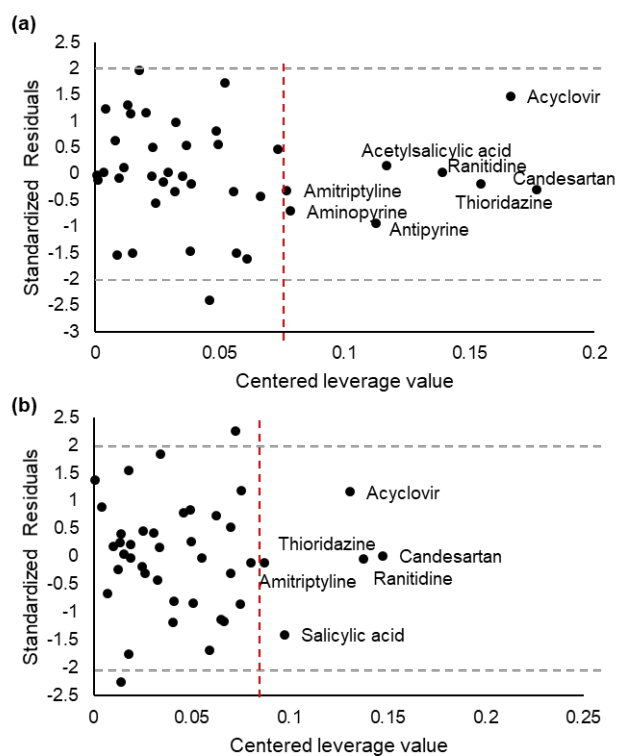 (a)
2.5
2
1.5
1
0.5
0
-0.5
-1
-1.5
-2
-2.5
-3
Standardized Residuals
Acyclovir
Acetylsalicylic acid
Ranitidine
Candesartan
Amitriptyline
Thioridazine
Aminopyrine
Antipyrine
0 0.05 0.1 0.15 0.2
Centered leverage value
(b)
2.5
2
1.5
1
0.5
0
-0.5
-1
-1.5
-2
-2.5
Standardized Residuals
Acyclovir
Thioridazine
Candesartan
Amitriptyline Ranitidine
Salicylic acid
0 0.05 0.1 0.15 0.2 0.25
Centered leverage value